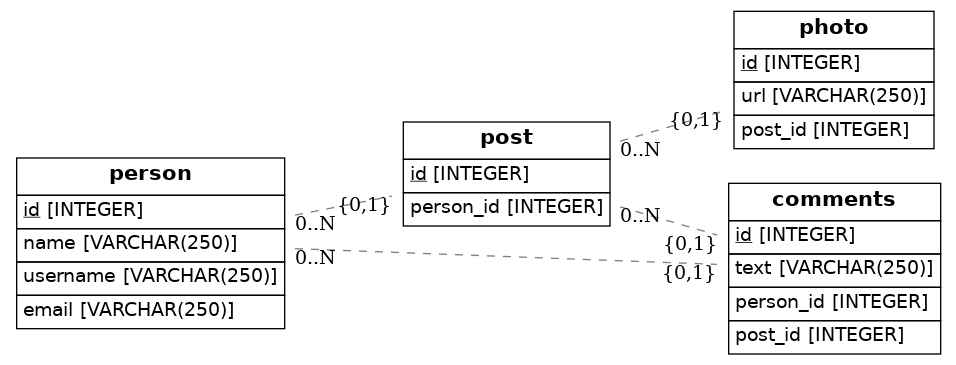 person
id [INTEGER]
name [VARCHAR(250)]
username [VARCHAR(250)]
email [VARCHAR(250)]
0..N
{0,1}
0..N
{0,1}
post
id [INTEGER]
person_id [INTEGER]
0..N
{0,1}
0..N
{0,1}
photo
id [INTEGER]
url [VARCHAR(250)]
post_id [INTEGER]
comments
id [INTEGER]
text [VARCHAR(250)]
person_id [INTEGER]
post_id [INTEGER]